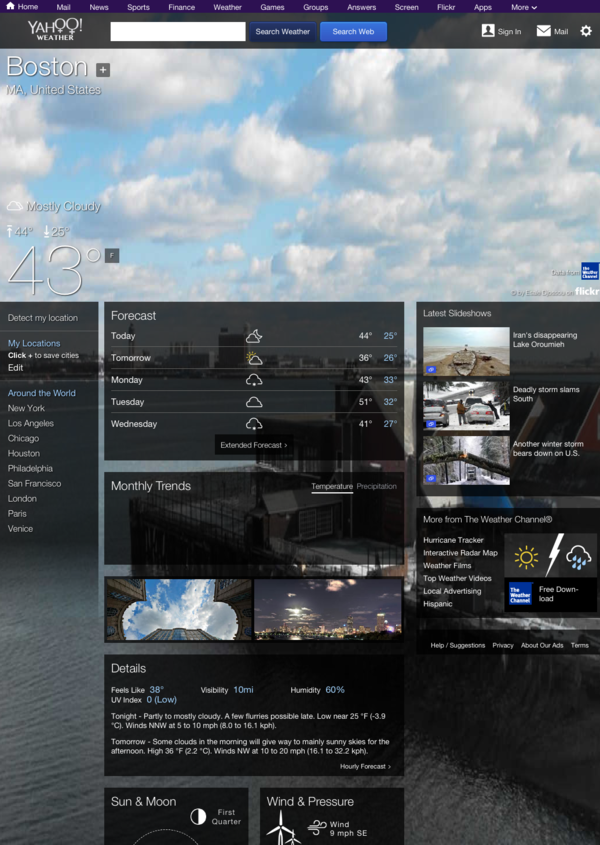 Home Mail News Sports Finance Weather Games Groups Answers Screen Flickr Apps More
YAHOO! WEATHER
Search Weather
Search Web
Sign In
Mail
Boston
+
MA, United States
Mostly Cloudy
44° 25°
43°
F
Data from
the Weather Channel
on flickr
Detect my location
My Locations
Click + to save cities
Edit
Around the World
New York
Los Angeles
Chicago
Houston
Philadelphia
San Francisco
London
Paris
Venice
Forecast
Today 44° 25°
Tomorrow 36° 26°
Monday 43° 33°
Tuesday 51° 32°
Wednesday 41° 27°
Extended Forecast ›
Monthly Trends
Temperature Precipitation
Details
Feels Like 38° Visibility 10mi Humidity 60%
UV Index 0 (Low)
Tonight - Partly to mostly cloudy. A few flurries possible late. Low near 25 °F (-3.9
°C). Winds NNW at 5 to 10 mph (8.0 to 16.1 kph).
Tomorrow - Some clouds in the morning will give way to mainly sunny skies for the
afternoon. High 36 °F (2.2 °C). Winds NW at 10 to 20 mph (16.1 to 32.2 kph).
Hourly Forecast ›
Sun & Moon
First
Quarter
Wind & Pressure
Wind
9 mph SE
Latest Slideshows
Iran's disappearing
Lake Oroumieh
Deadly storm slams
South
Another winter storm
bears down on U.S.
More from The Weather Channel®
Hurricane Tracker
Interactive Radar Map
Weather Films
Top Weather Videos
Local Advertising
Hispanic
The
Weather
Channel
Free Down-
load
Help / Suggestions Privacy About Our Ads Terms